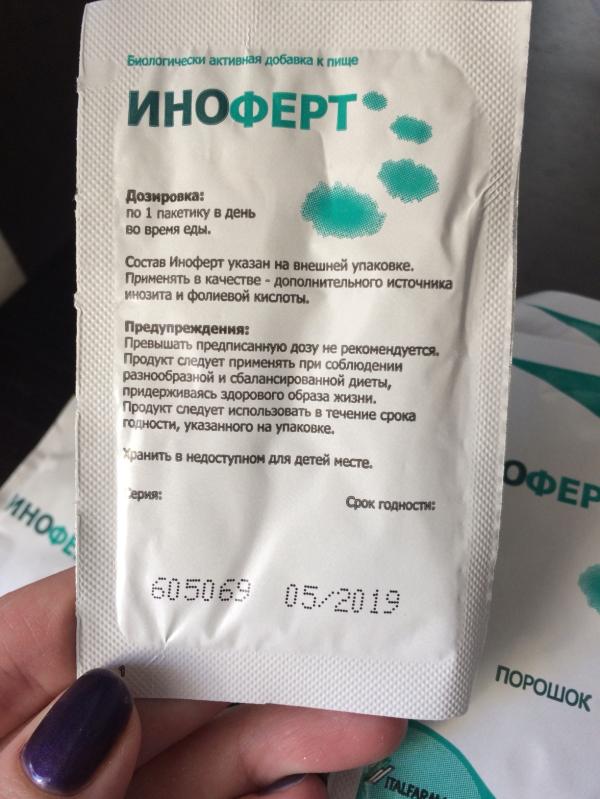 Биологически активная добавка к пище
ИНОФЕРТ
Дозировка:
по 1 пакетику в день
во время еды.
Состав Иноферт указан на внешней упаковке.
Применять в качестве - дополнительного источника
инозита и фолиевой кислоты.
Предупреждения:
Превышать предписанную дозу не рекомендуется.
Продукт следует применять при соблюдении
разнообразной и сбалансированной диеты,
придерживаясь здорового образа жизни.
Продукт следует использовать в течение срока
годности, указанного на упаковке.
Хранить в недоступном для детей месте.
Серия:
Срок годности:
605069 05/2019
ИНОФЕ
ОФЕР
ПОРОШОК
ITALFARMA